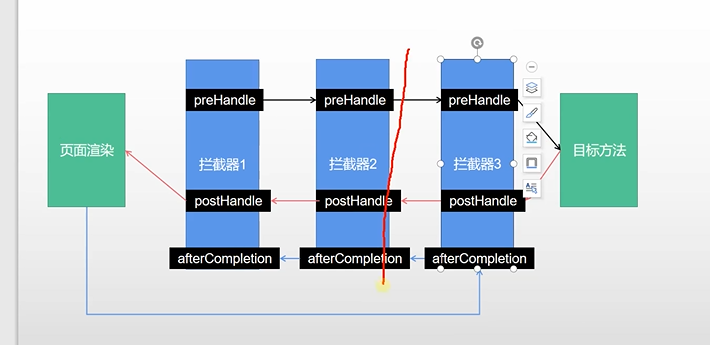 preHandle
preHandle
preHandle
页面渲染
拦截器1
拦截器2
拦截器3
目标方法
postHandle
postHandle
postHandle
afterCompletion
afterCompletion
afterCompletion